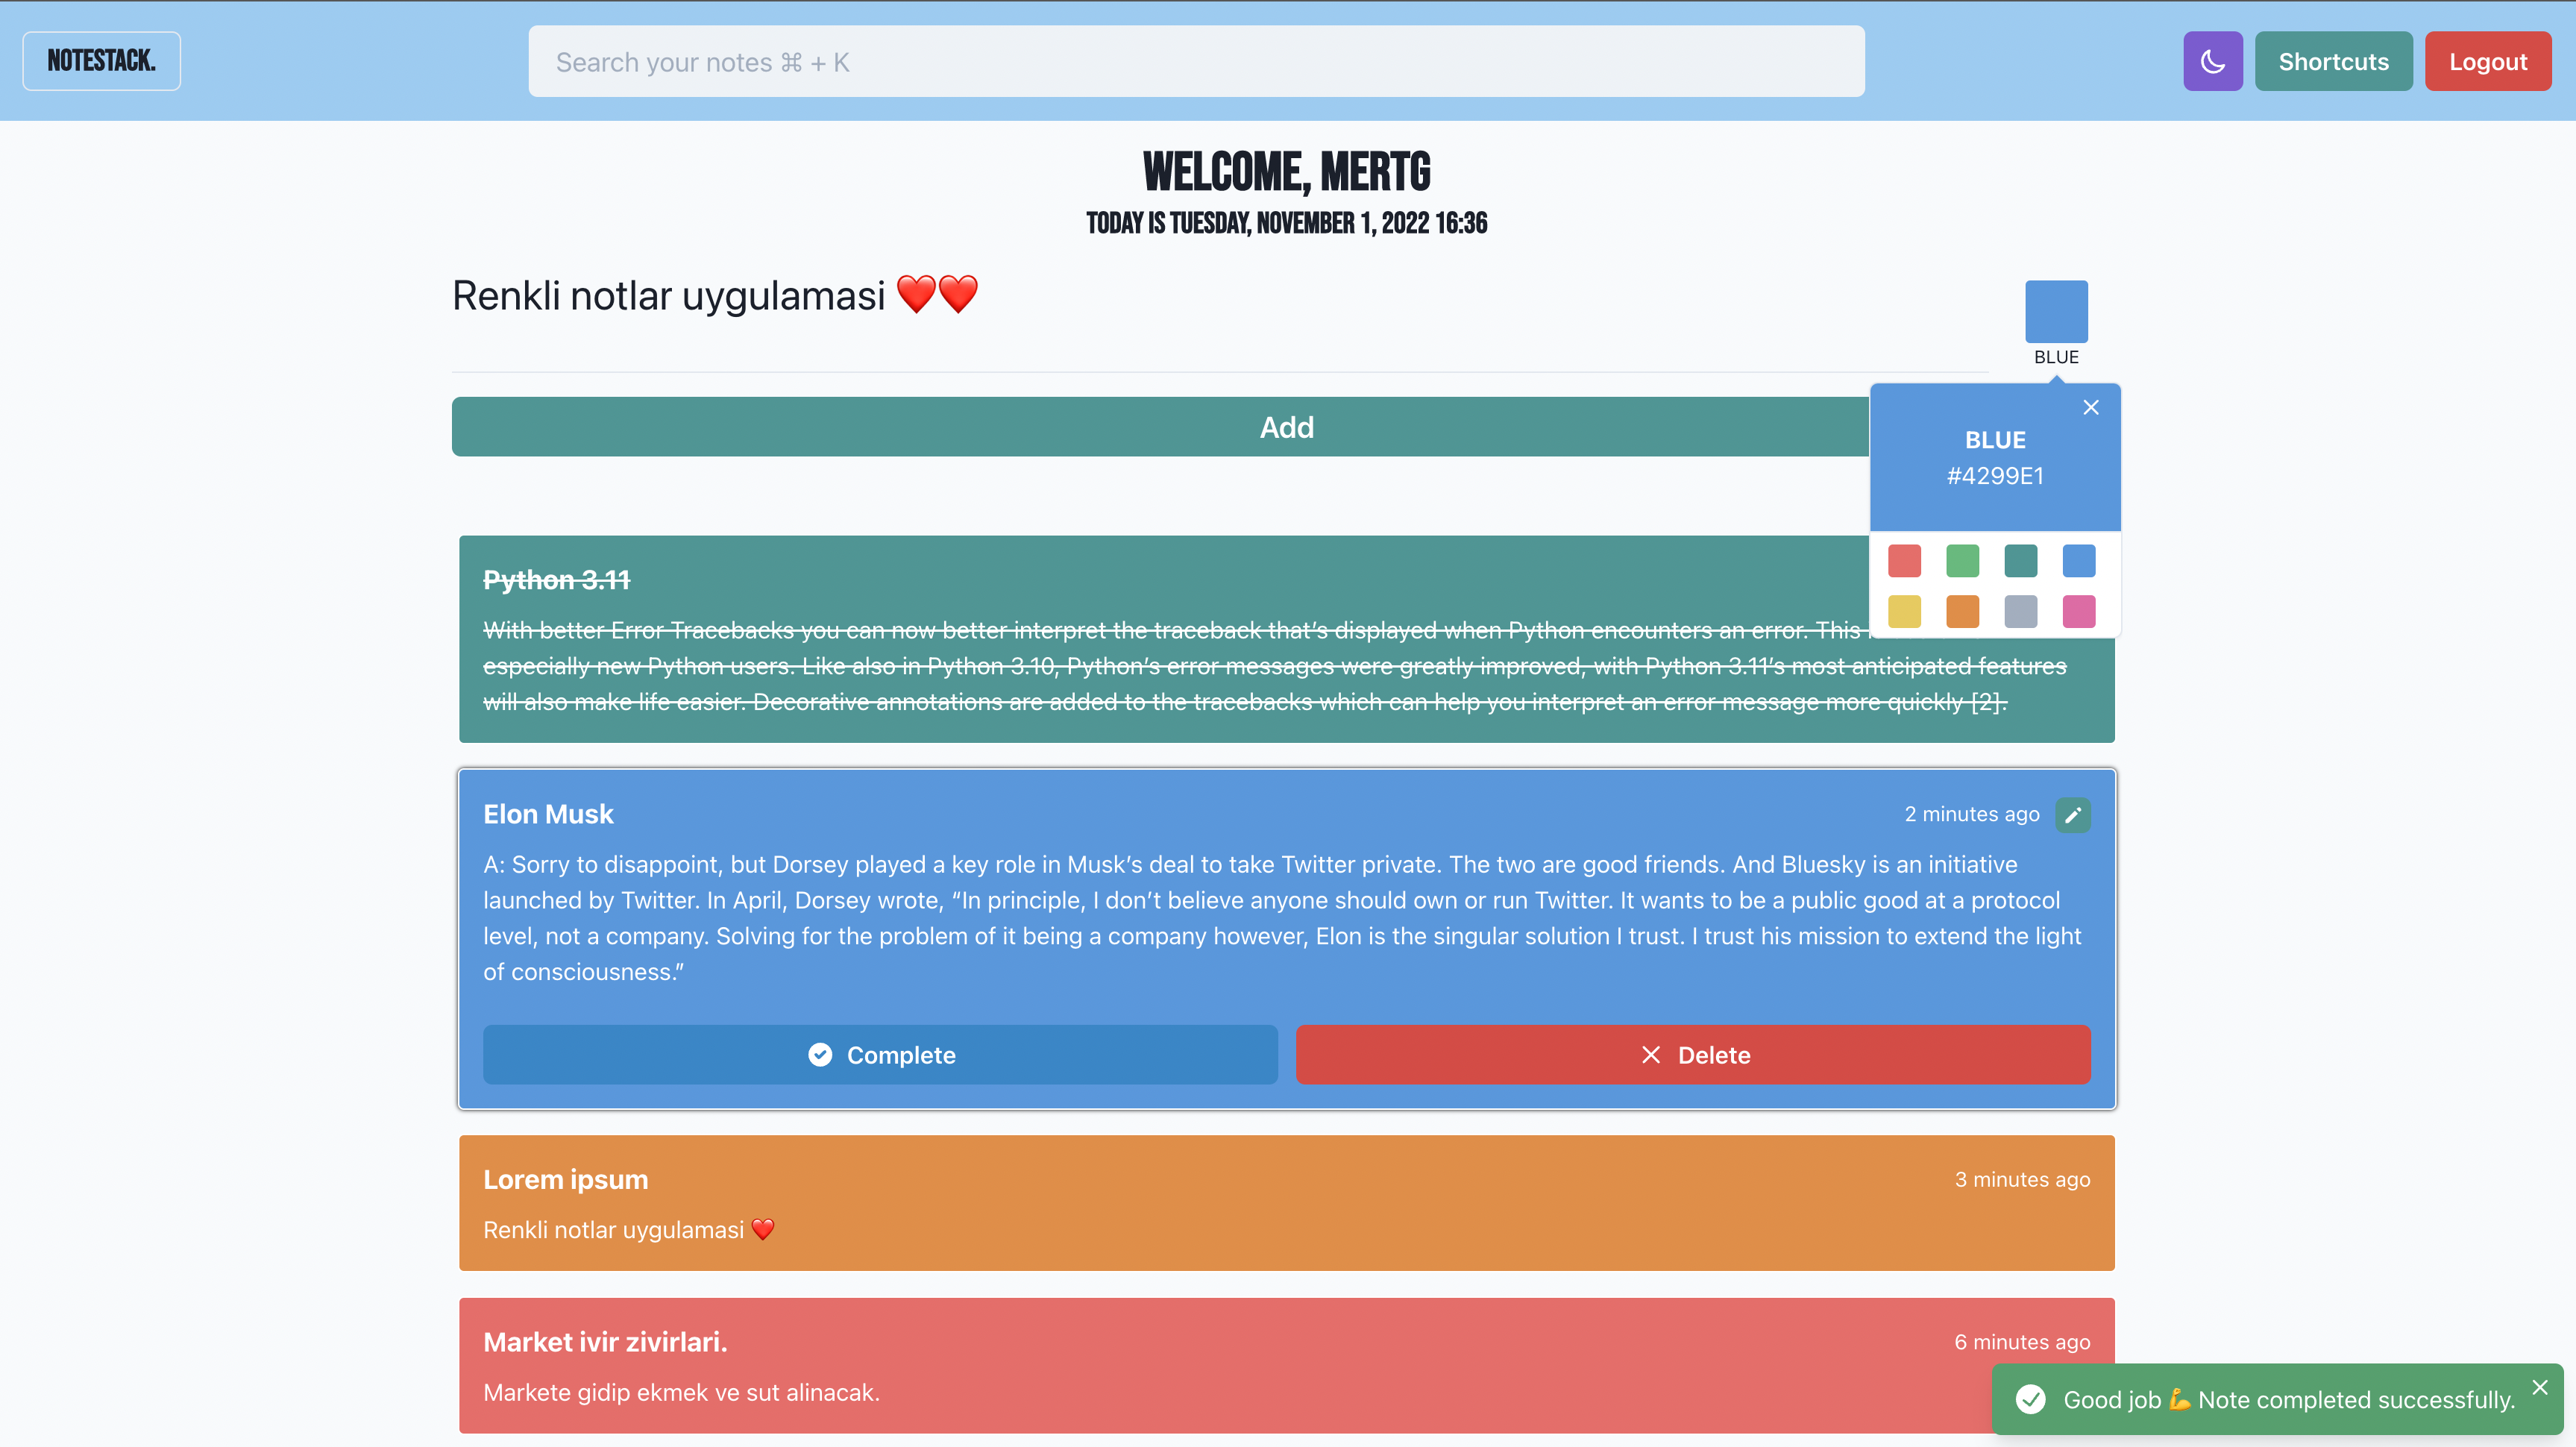 NOTESTACK.
Search your notes ⌘ + K
Shortcuts
Logout
WELCOME, MERTG
TODAY IS TUESDAY, NOVEMBER 1, 2022 16:36
Renkli notlar uygulamasi ❤️❤️
BLUE
Add
BLUE
#4299E1
Python 3.11
With better Error Tracebacks you can now better interpret the traceback that’s displayed when Python encounters an error. This
especially new Python users. Like also in Python 3.10, Python’s error messages were greatly improved, with Python 3.11’s most anticipated features
will also make life easier. Decorative annotations are added to the tracebacks which can help you interpret an error message more quickly [2].
Elon Musk
2 minutes ago
A: Sorry to disappoint, but Dorsey played a key role in Musk’s deal to take Twitter private. The two are good friends. And Bluesky is an initiative
launched by Twitter. In April, Dorsey wrote, “In principle, I don’t believe anyone should own or run Twitter. It wants to be a public good at a protocol
level, not a company. Solving for the problem of it being a company however, Elon is the singular solution I trust. I trust his mission to extend the light
of consciousness.”
Complete
Delete
Lorem ipsum
3 minutes ago
Renkli notlar uygulamasi ❤️
Market ivir zivirlari.
6 minutes ago
Markete gidip ekmek ve sut alinacak.
Good job 💪 Note completed successfully.